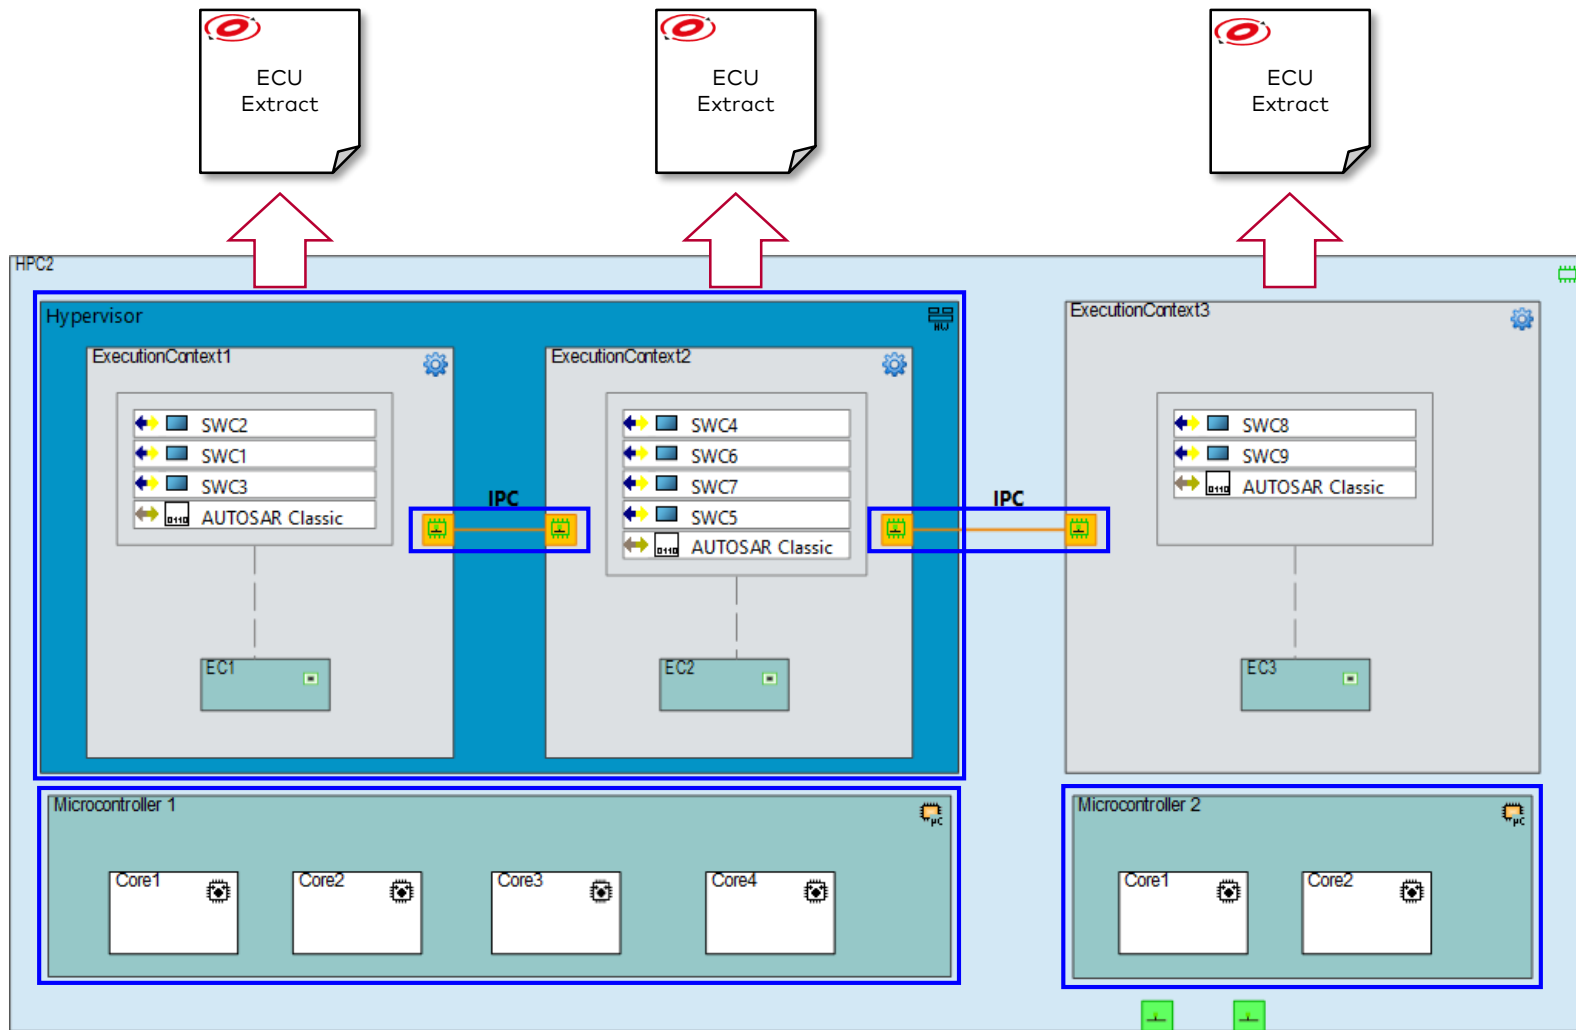 ECU
Extract
ECU
Extract
ECU
Extract
HPC2
Hypervisor
ExecutionContext1
SWC2
SWC1
SWC3
AUTOSAR Classic
EC1
IPC
ExecutionContext2
SWC4
SWC6
SWC7
SWC5
AUTOSAR Classic
EC2
IPC
ExecutionContext3
SWC8
SWC9
AUTOSAR Classic
EC3
Microcontroller 1
µC
Core1
Core2
Core3
Core4
Microcontroller 2
µC
Core1
Core2